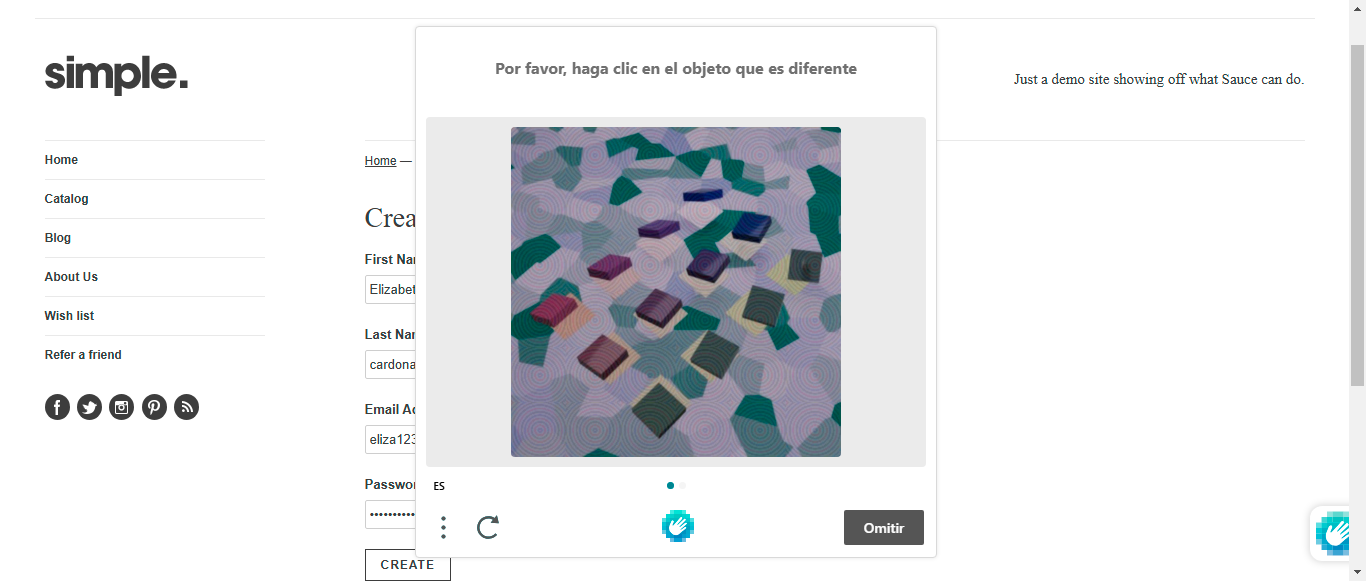 simple.
Just a demo site showing off what Sauce can do.
Home
Catalog
Blog
About Us
Wish list
Refer a friend
Home —
Crea
First Nar
Elizabet
Last Nar
cardona
Email Ad
eliza123
Passwor
CREATE
Por favor, haga clic en el objeto que es diferente
ES
Omitir